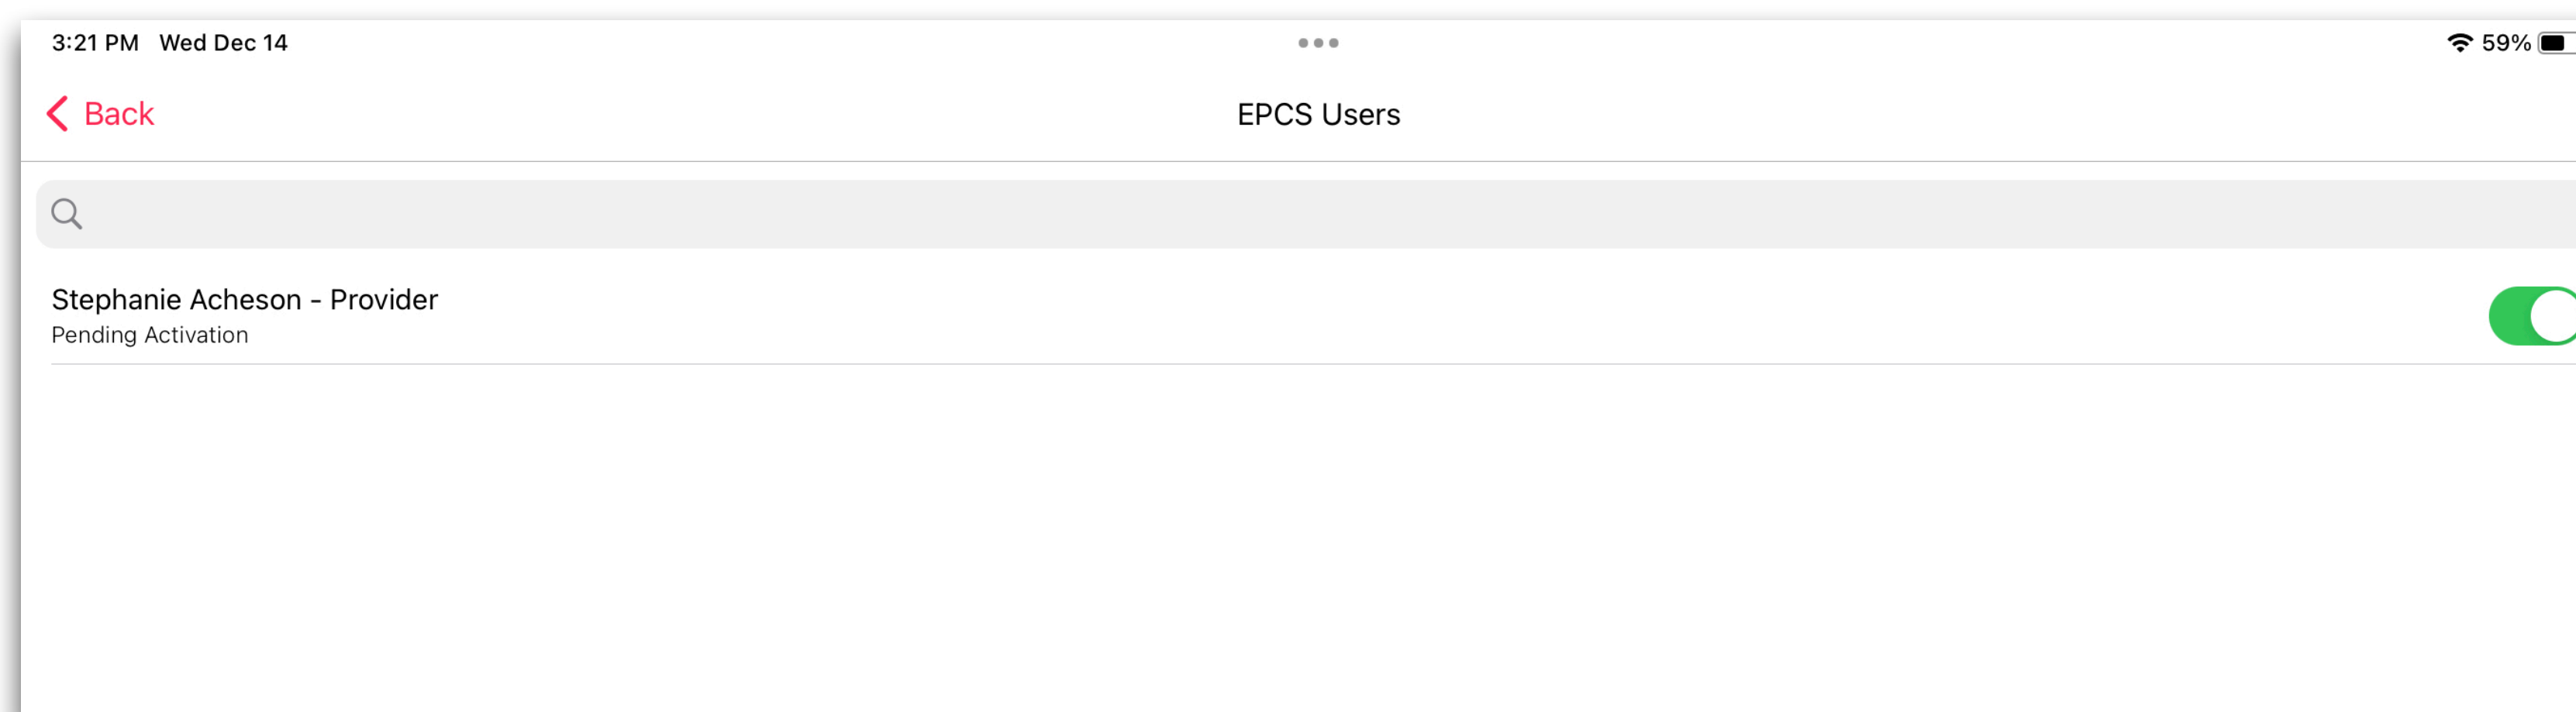 3:21 PM Wed Dec 14
59%
Back
EPCS Users
Stephanie Acheson - Provider
Pending Activation